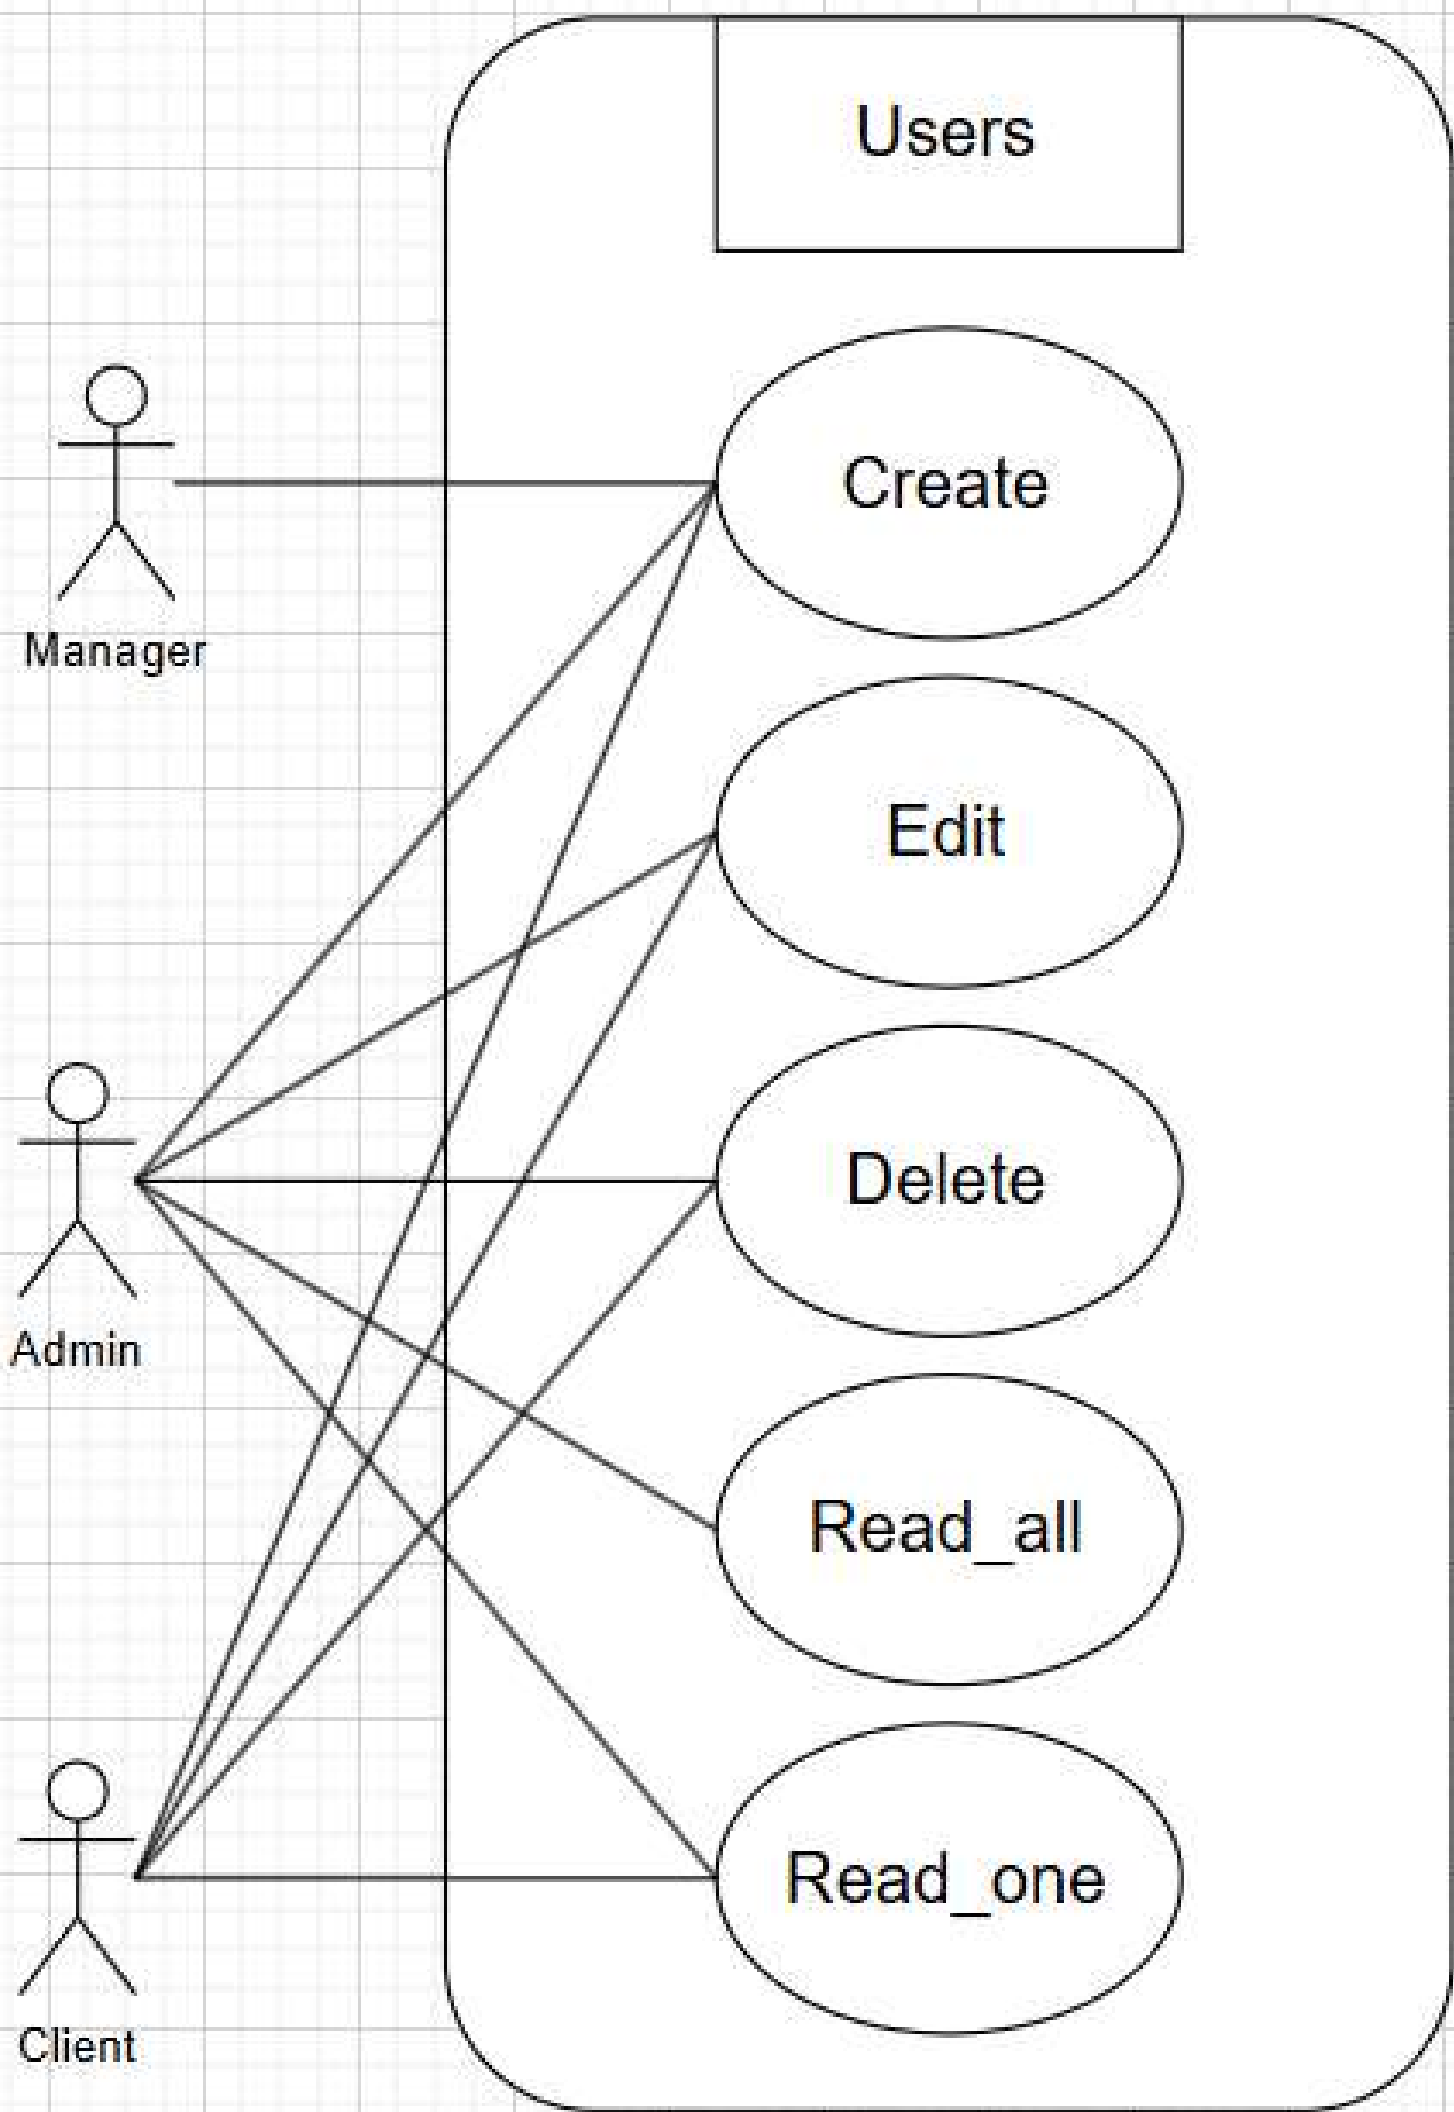 Users
Create
Manager
Edit
Delete
Admin
Read_all
Read_one
Client